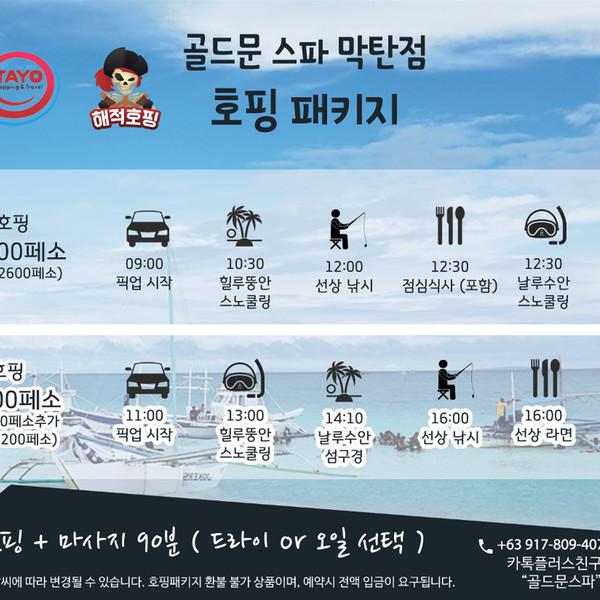 TAYO
opping & Travel
해적호핑
골드문 스파 막탄점
호핑 패키지
호핑
00페소
2600페소)
09:00
픽업 시작
10:30
힐루뚱안
스노쿨링
12:00
선상 낚시
12:30
점심식사 (포함)
12:30
날루수안
스노쿨링
호핑
00페소
0페소추가
200페소)
11:00
픽업 시작
13:00
힐루뚱안
스노쿨링
14:10
날루수안
섬구경
16:00
선상 낚시
16:00
선상 라면
핑 + 마사지 90분 ( 드라이 or 오일 선택 )
씨에 따라 변경될 수 있습니다. 호핑패키지 환불 불가 상품이며, 예약시 전액 입금이 요구됩니다.
+63 917-809-407
카톡플러스친구
“골드문스파”